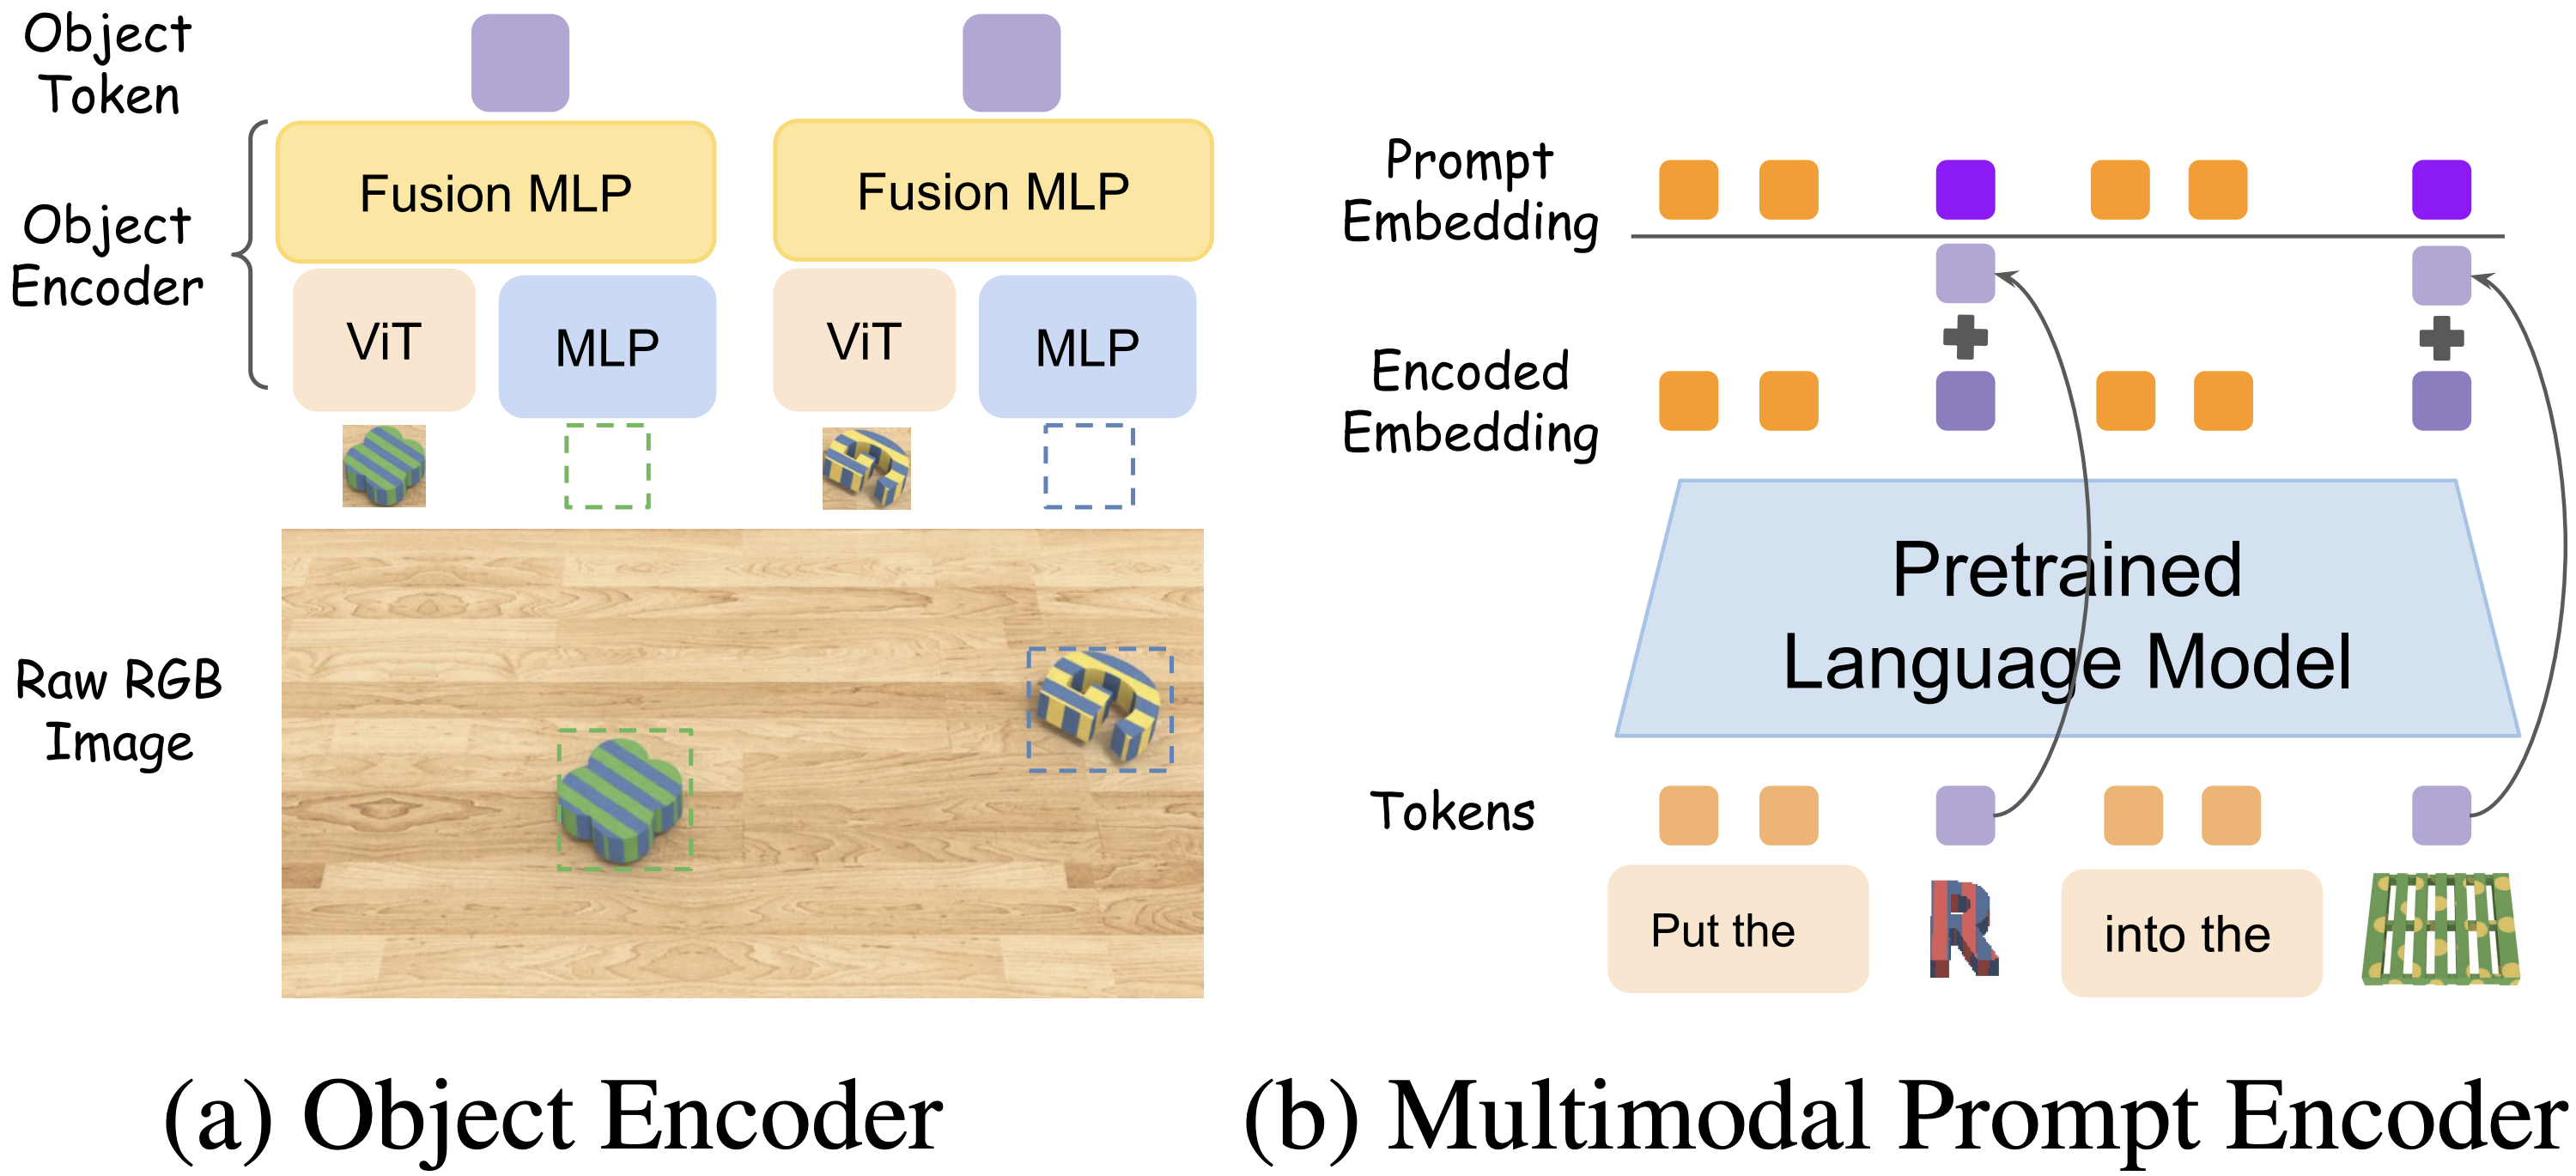 Object
Token
Fusion MLP
Fusion MLP
Object
Encoder
ViT
MLP
ViT
MLP
Raw RGB
Image
(a) Object Encoder
Prompt
Embedding
Encoded
Embedding
Pretrained
Language Model
Tokens
Put the
R
into the
(b) Multimodal Prompt Encoder